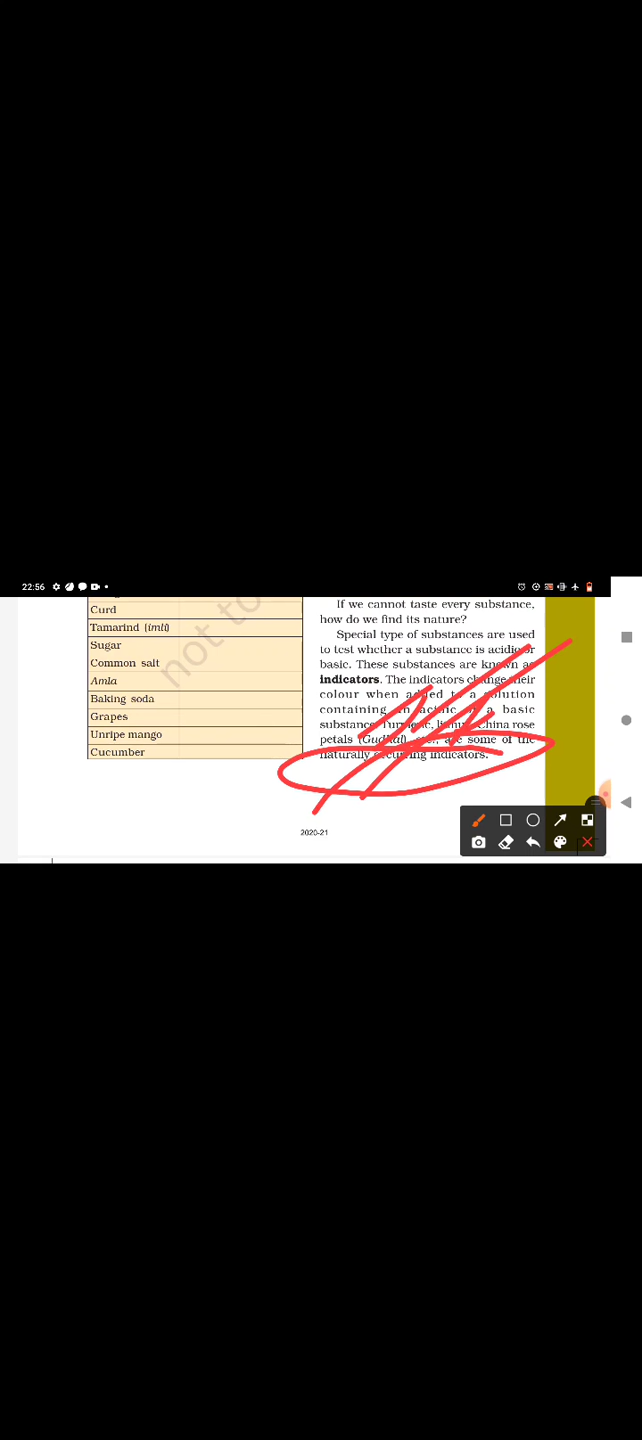 22:56
Curd
Tamarind (imli)
Sugar
Common salt
Amla
Baking soda
Grapes
Unripe mango
Cucumber
not to
If we cannot taste every substance,
how do we find its nature?
Special type of substances are used
to test whether a substance is acidic or
basic. These substances are known as
indicators. The indicators change their
colour when added to a solution
containing an acidic or a basic
substance. Turmeric, litmus, China rose
petals (Gudhal), etc., are some of the
naturally occurring indicators.
2020-21